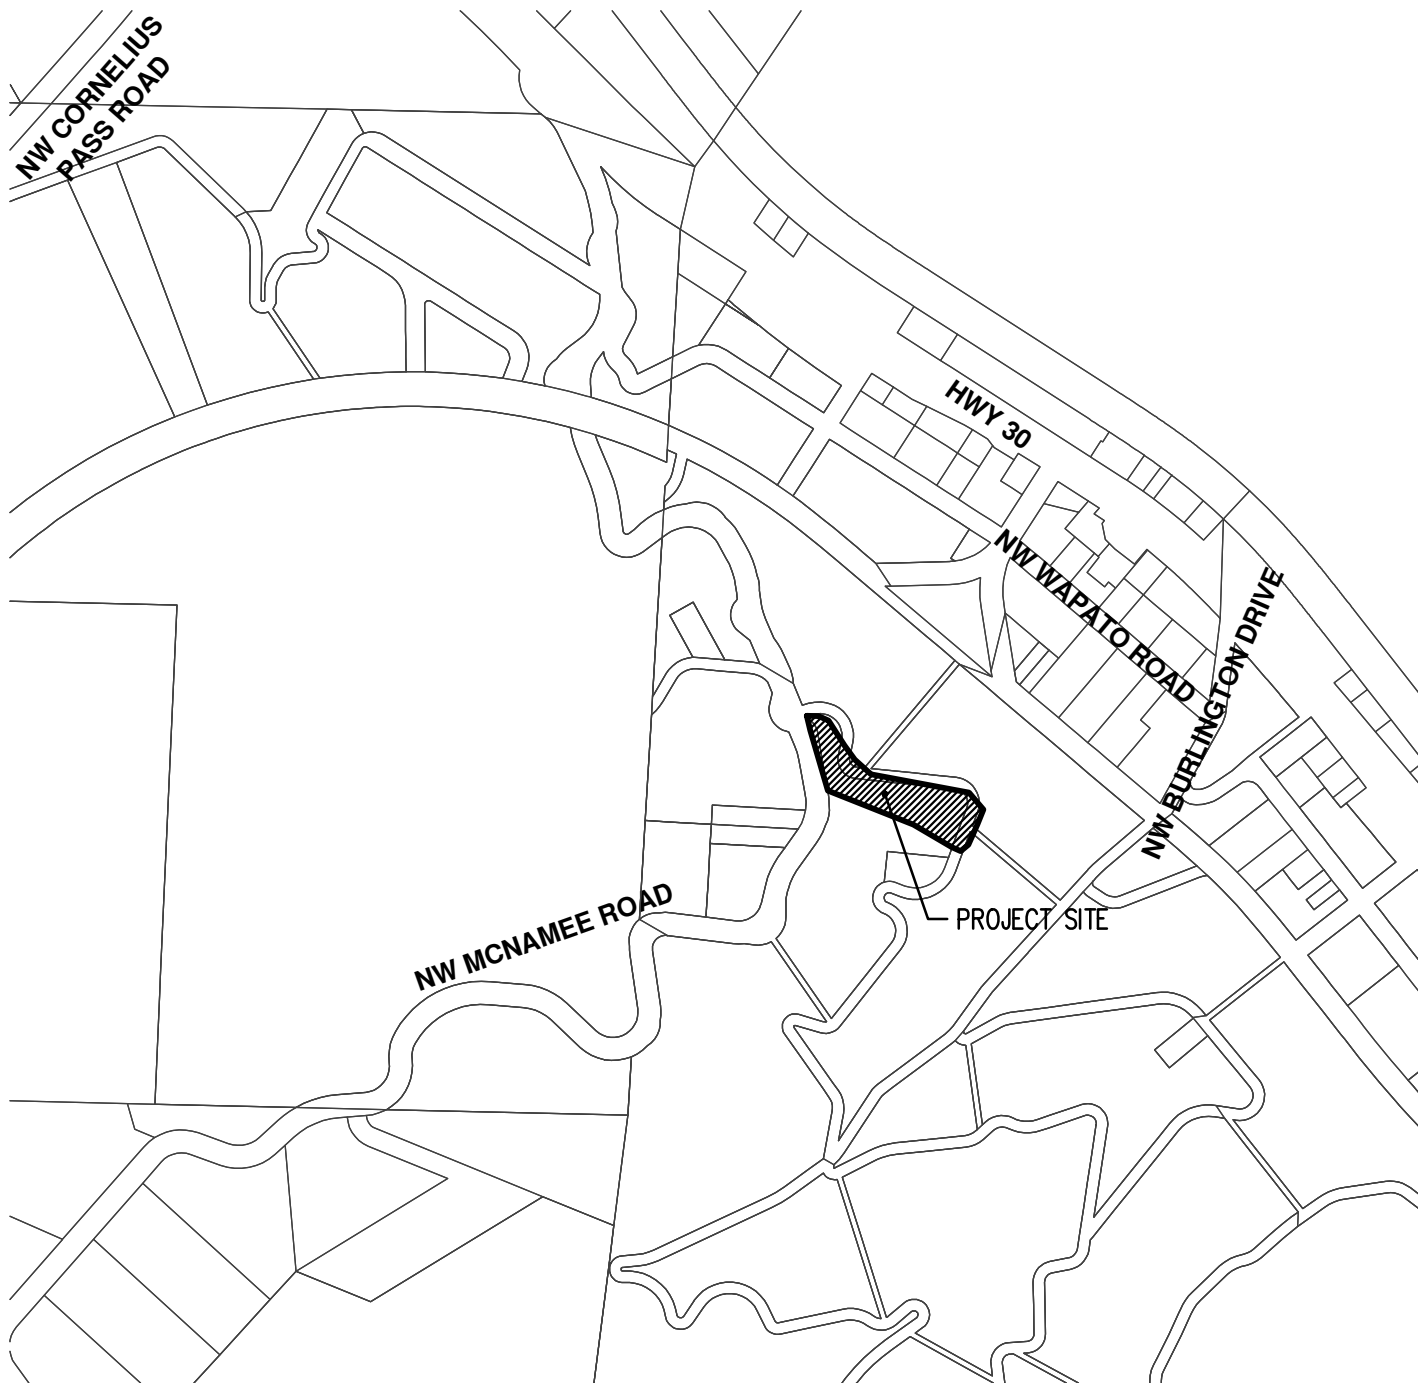 NW CORNELIUS
PASS ROAD
HWY 30
NW WAPATO ROAD
NW BURLINGTON DRIVE
NW MCNAMEE ROAD
PROJECT SITE